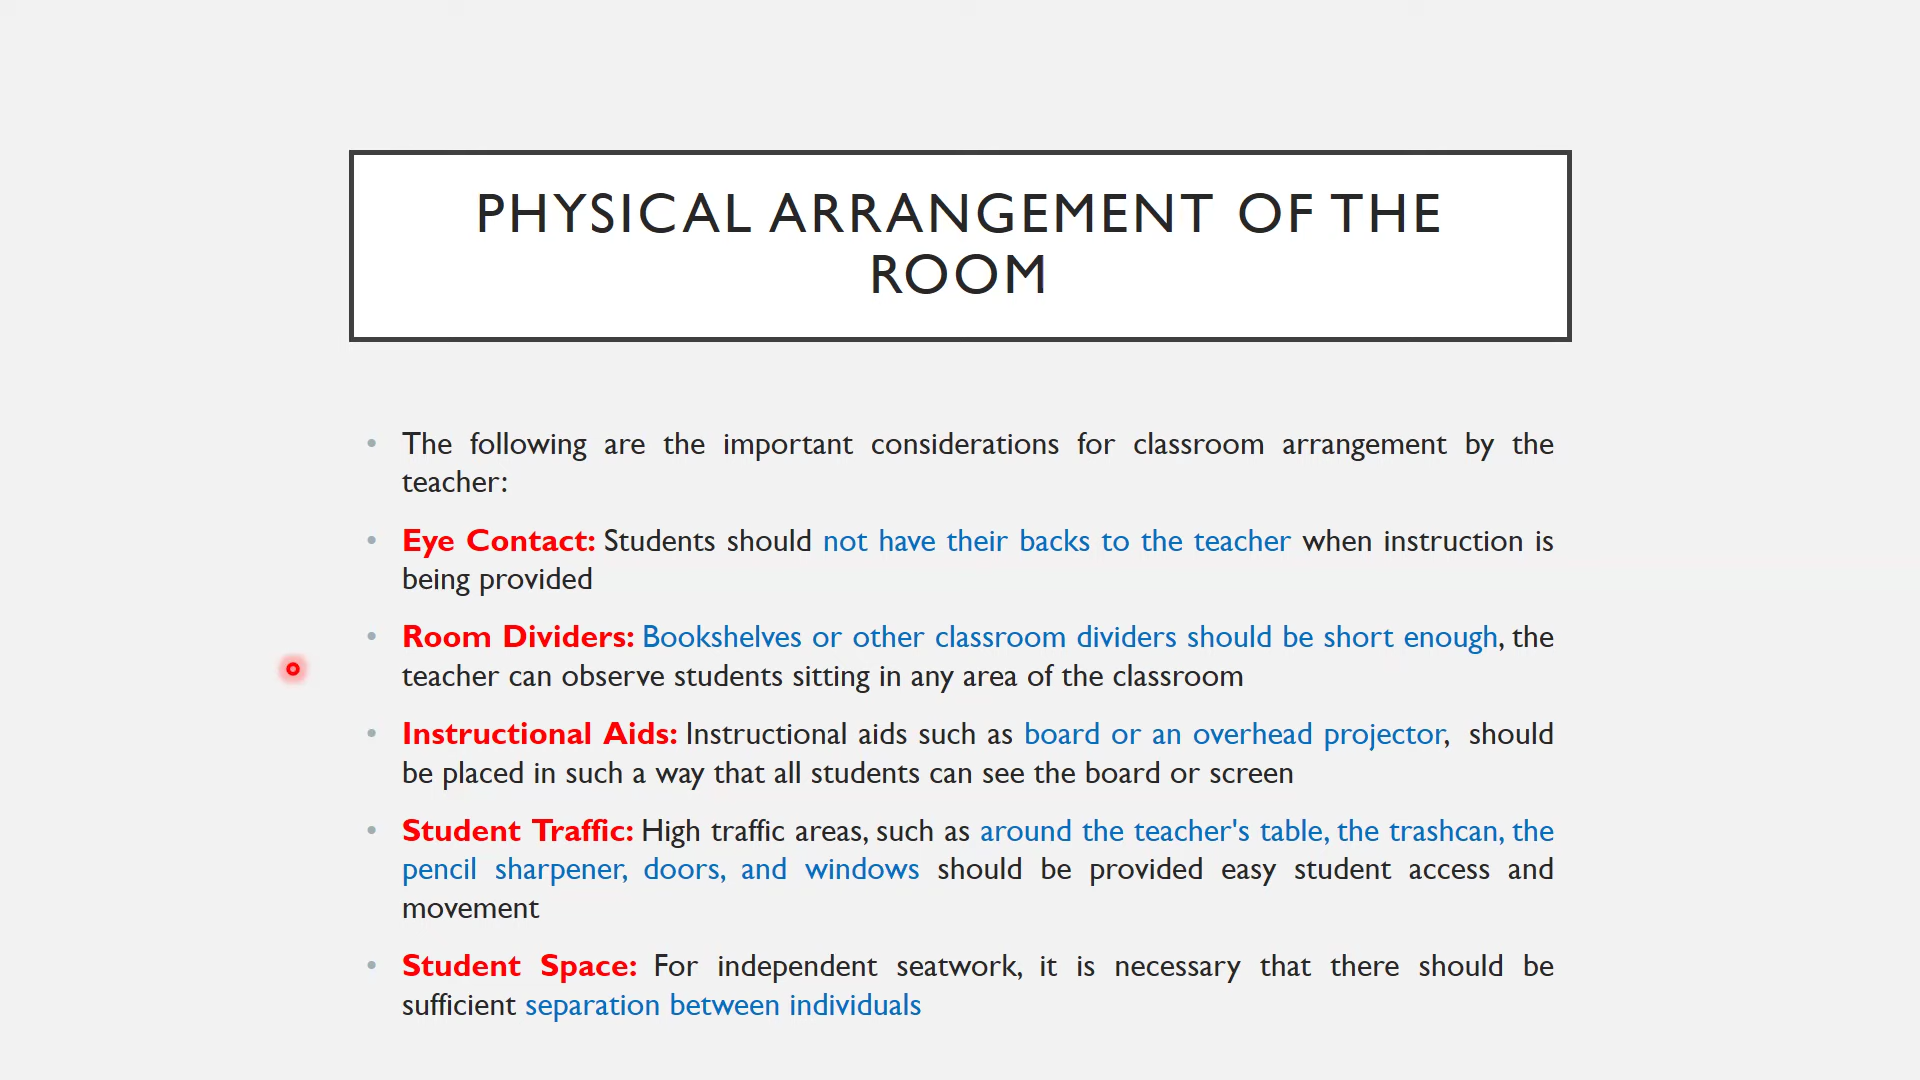 PHYSICAL ARRANGEMENT OF THE
ROOM
• The following are the important considerations for classroom arrangement by the
teacher:
• Eye Contact: Students should not have their backs to the teacher when instruction is
being provided
• Room Dividers: Bookshelves or other classroom dividers should be short enough, the
teacher can observe students sitting in any area of the classroom
• Instructional Aids: Instructional aids such as board or an overhead projector, should
be placed in such a way that all students can see the board or screen
• Student Traffic: High traffic areas, such as around the teacher's table, the trashcan, the
pencil sharpener, doors, and windows should be provided easy student access and
movement
• Student Space: For independent seatwork, it is necessary that there should be
sufficient separation between individuals